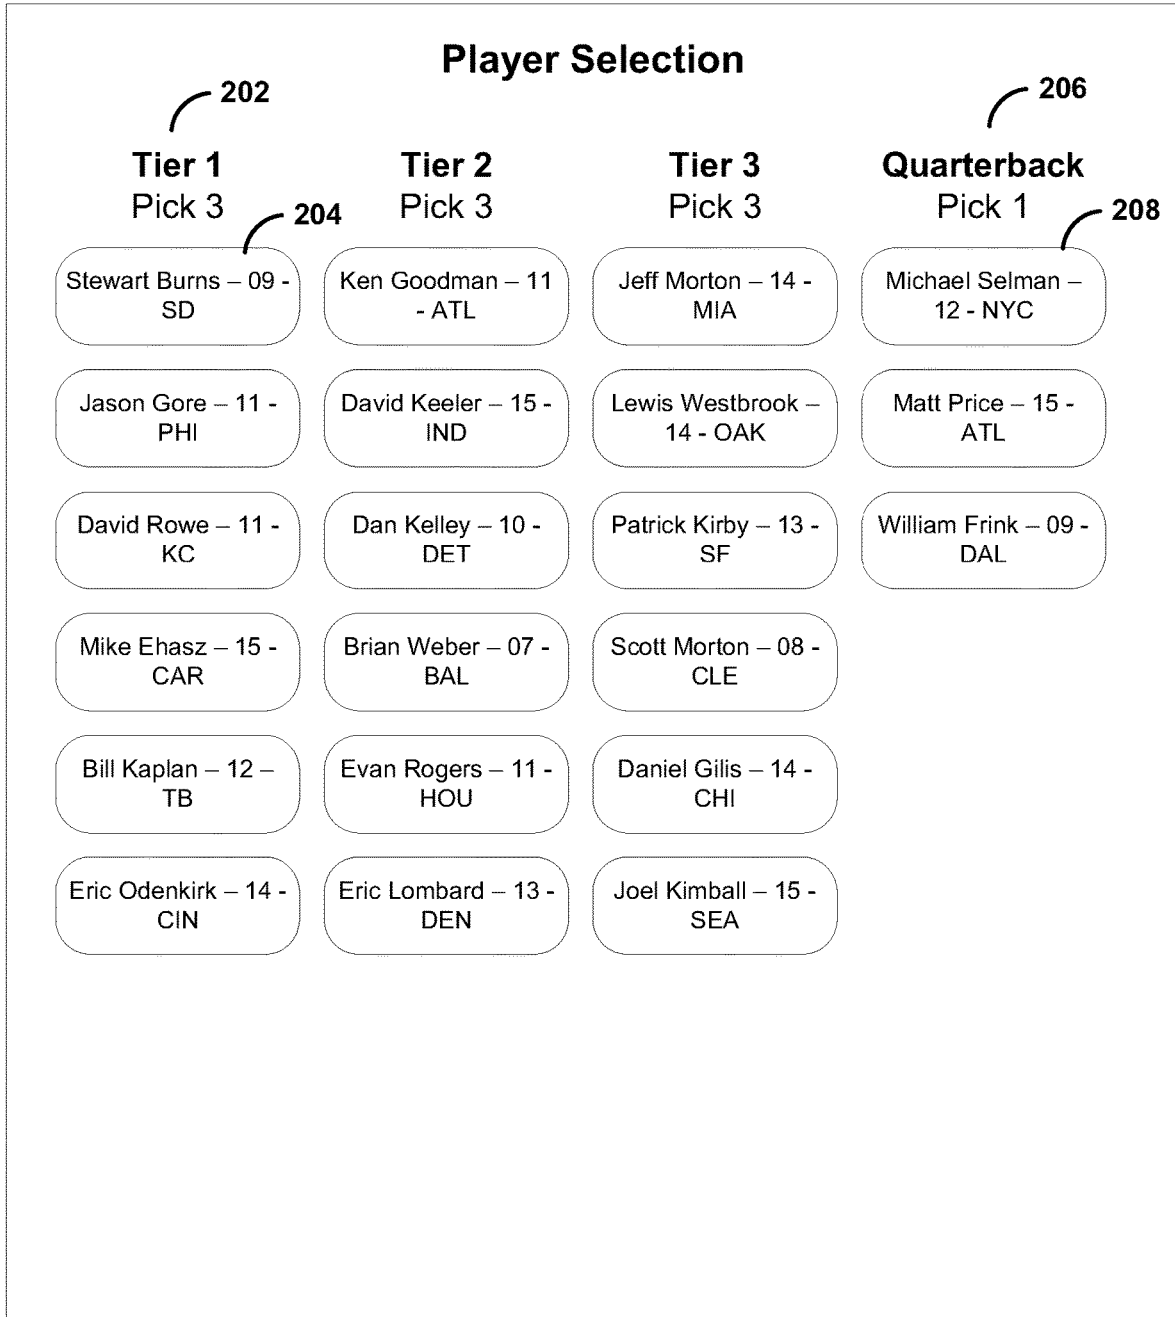 Player Selection
202
206
Tier 1
Pick 3
Tier 2
Pick 3
Tier 3
Pick 3
Quarterback
Pick 1
204
208
Stewart Burns – 09 -
SD
Ken Goodman – 11
- ATL
Jeff Morton – 14 -
MIA
Michael Selman –
12 - NYC
Jason Gore – 11 -
PHI
David Keeler – 15 -
IND
Lewis Westbrook –
14 - OAK
Matt Price – 15 -
ATL
David Rowe – 11 -
KC
Dan Kelley – 10 -
DET
Patrick Kirby – 13 -
SF
William Frink – 09 -
DAL
Mike Ehasz – 15 -
CAR
Brian Weber – 07 -
BAL
Scott Morton – 08 -
CLE
Bill Kaplan – 12 –
TB
Evan Rogers – 11 -
HOU
Daniel Gilis – 14 -
CHI
Eric Odenkirk – 14 -
CIN
Eric Lombard – 13 -
DEN
Joel Kimball – 15 -
SEA